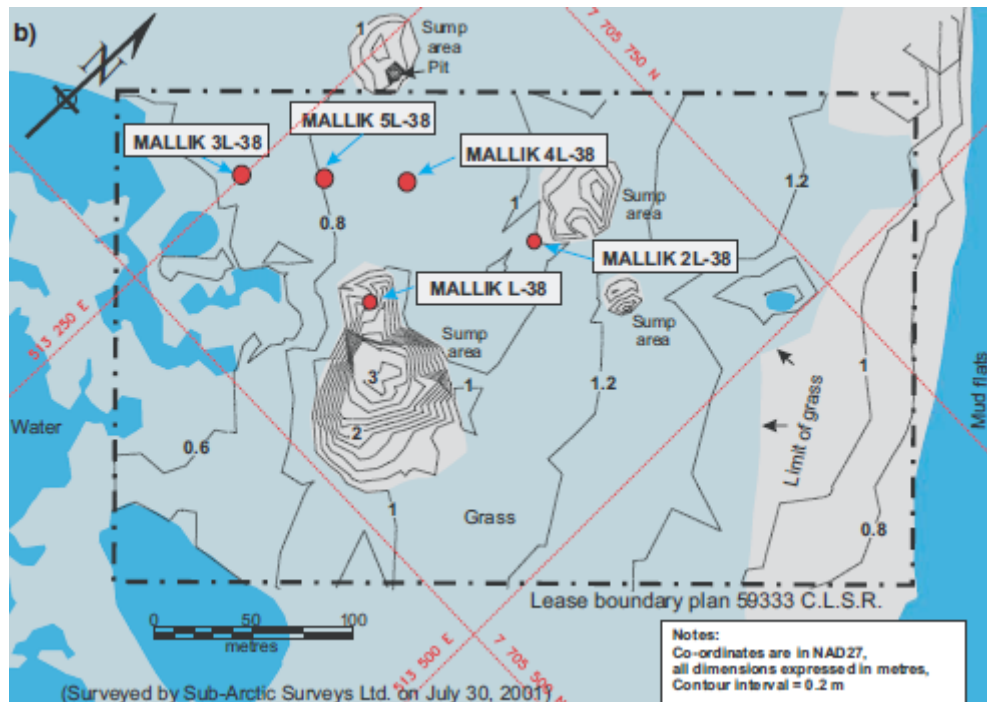 b)
N
1
Sump
area
Pit
7 705 750 N
MALLIK 3L-38
MALLIK 5L-38
MALLIK 4L-38
1
1.2
0.8
Sump
area
MALLIK 2L-38
MALLIK L-38
513 250 E
Sump
area
Sump
area
3
1
1
1.2
Water
Mud flats
2
0.6
Limit of grass
1
Grass
0.8
Lease boundary plan 59333 C.L.S.R.
0 50 100
metres
513 500 E
7 705 500 N
Notes:
Co-ordinates are in NAD27,
all dimensions expressed in metres,
Contour interval = 0.2 m
(Surveyed by Sub-Arctic Surveys Ltd. on July 30, 2001)